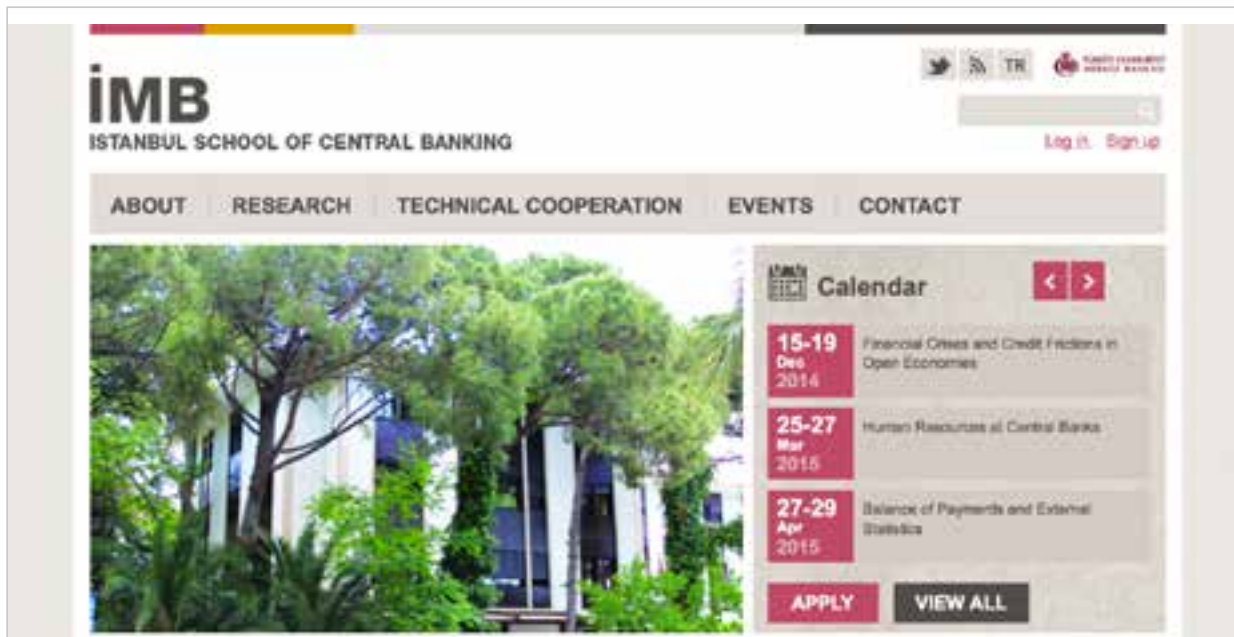 TR
İMB
ISTANBUL SCHOOL OF CENTRAL BANKING
Log in Sign up
ABOUT RESEARCH TECHNICAL COOPERATION EVENTS CONTACT
Calendar
15-19
Dec
2014
Financial Crises and Credit Frictions in
Open Economies
25-27
Mar
2015
Human Resources at Central Banks
27-29
Apr
2015
Balance of Payments and External
Statistics
APPLY VIEW ALL